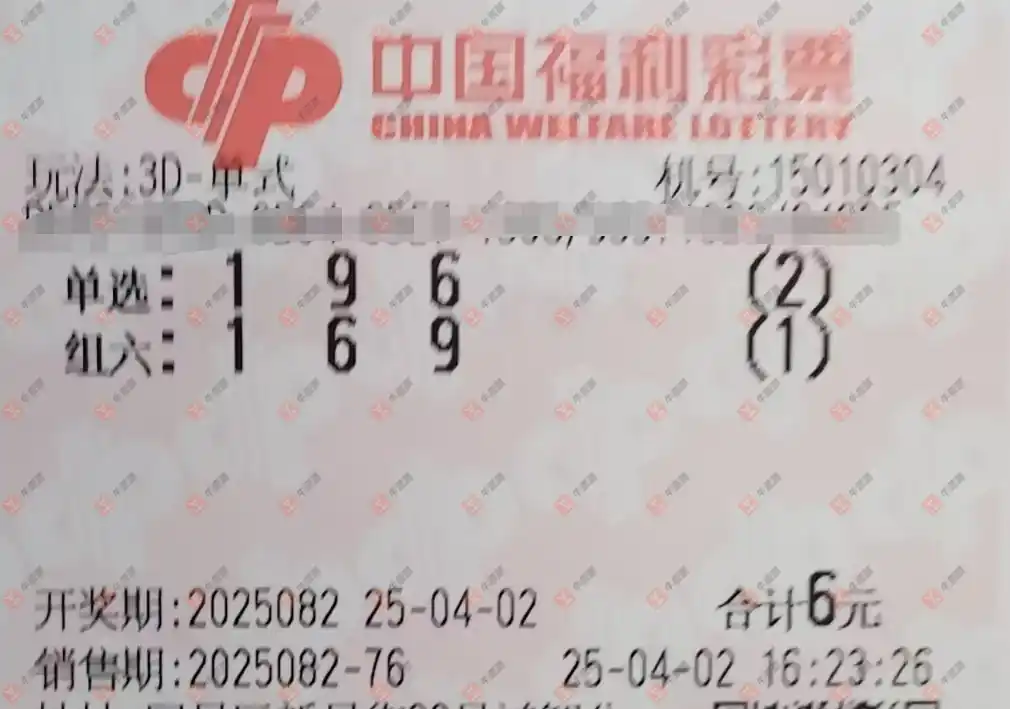 中国福利彩票
CHINA WELFARE LOTTERY
玩法:3D-单式 机号:15010304
单选: 1 9 6 (2)
组六: 1 6 9 (1)
开奖期:2025082 25-04-02 合计6元
销售期:2025082-76 25-04-02 16:23:26